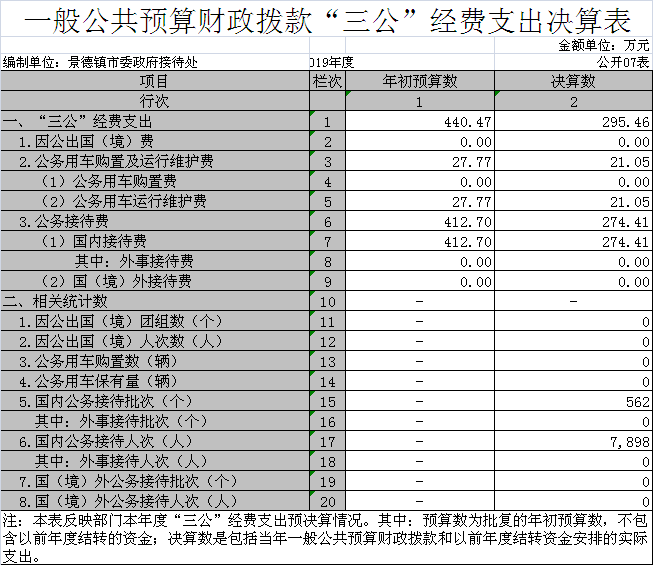 一般公共预算财政拨款“三公”经费支出决算表
金额单位：万元
编制单位：景德镇市委政府接待处 019年度 公开07表
项目 栏次 年初预算数 决算数
行次 1 2
一、“三公”经费支出 1 440.47 295.46
1.因公出国（境）费 2 0.00 0.00
2.公务用车购置及运行维护费 3 27.77 21.05
（1）公务用车购置费 4 0.00 0.00
（2）公务用车运行维护费 5 27.77 21.05
3.公务接待费 6 412.70 274.41
（1）国内接待费 7 412.70 274.41
其中：外事接待费 8 0.00 0.00
（2）国（境）外接待费 9 0.00 0.00
二、相关统计数 10 － －
1.因公出国（境）团组数（个） 11 － 0
2.因公出国（境）人次数（人） 12 － 0
3.公务用车购置数（辆） 13 － 0
4.公务用车保有量（辆） 14 － 0
5.国内公务接待批次（个） 15 － 562
其中：外事接待批次（个） 16 － 0
6.国内公务接待人次（人） 17 － 7,898
其中：外事接待人次（人） 18 － 0
7.国（境）外公务接待批次（个） 19 － 0
8.国（境）外公务接待人次（人） 20 － 0
注：本表反映部门本年度“三公”经费支出预决算情况。其中：预算数为批复的年初预算数，不包
含以前年度结转的资金；决算数是包括当年一般公共预算财政拨款和以前年度结转资金安排的实际
支出。